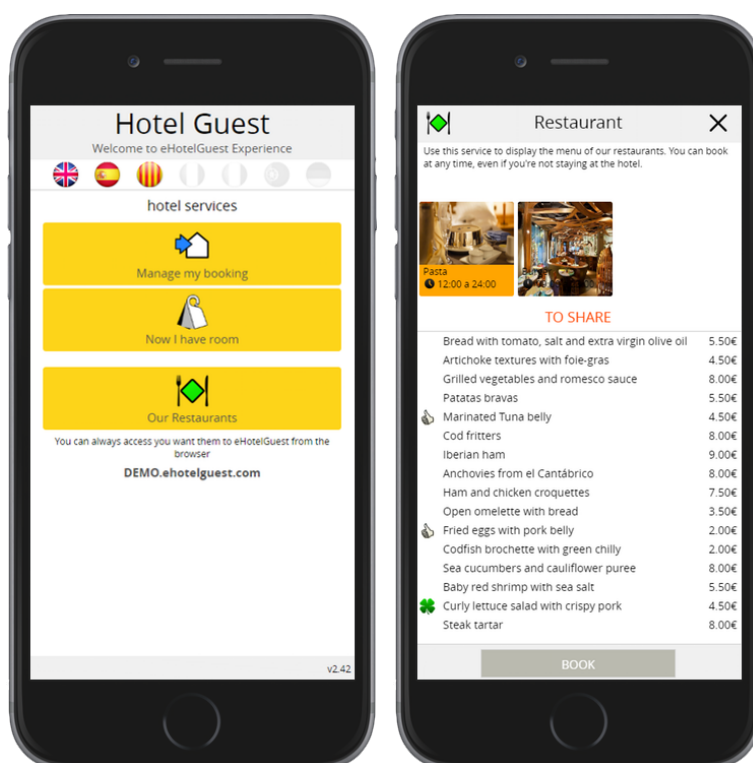 Hotel Guest
Welcome to eHotelGuest Experience
hotel services
Manage my booking
Now I have room
Our Restaurants
You can always access you want them to eHotelGuest from the
browser
DEMO.ehotelguest.com
v2.42
Restaurant
Use this service to display the menu of our restaurants. You can book
at any time, even if you're not staying at the hotel.
Pasta
12:00 a 24:00
TO SHARE
Bread with tomato, salt and extra virgin olive oil 5.50€
Artichoke textures with foie-gras 4.50€
Grilled vegetables and romesco sauce 8.00€
Patatas bravas 5.50€
Marinated Tuna belly 4.50€
Cod fritters 8.00€
Iberian ham 9.00€
Anchovies from el Cantábrico 8.00€
Ham and chicken croquettes 7.50€
Open omelette with bread 3.50€
Fried eggs with pork belly 2.00€
Codfish brochette with green chilly 2.00€
Sea cucumbers and cauliflower puree 8.00€
Baby red shrimp with sea salt 5.50€
Curly lettuce salad with crispy pork 4.50€
Steak tartar 8.00€
BOOK